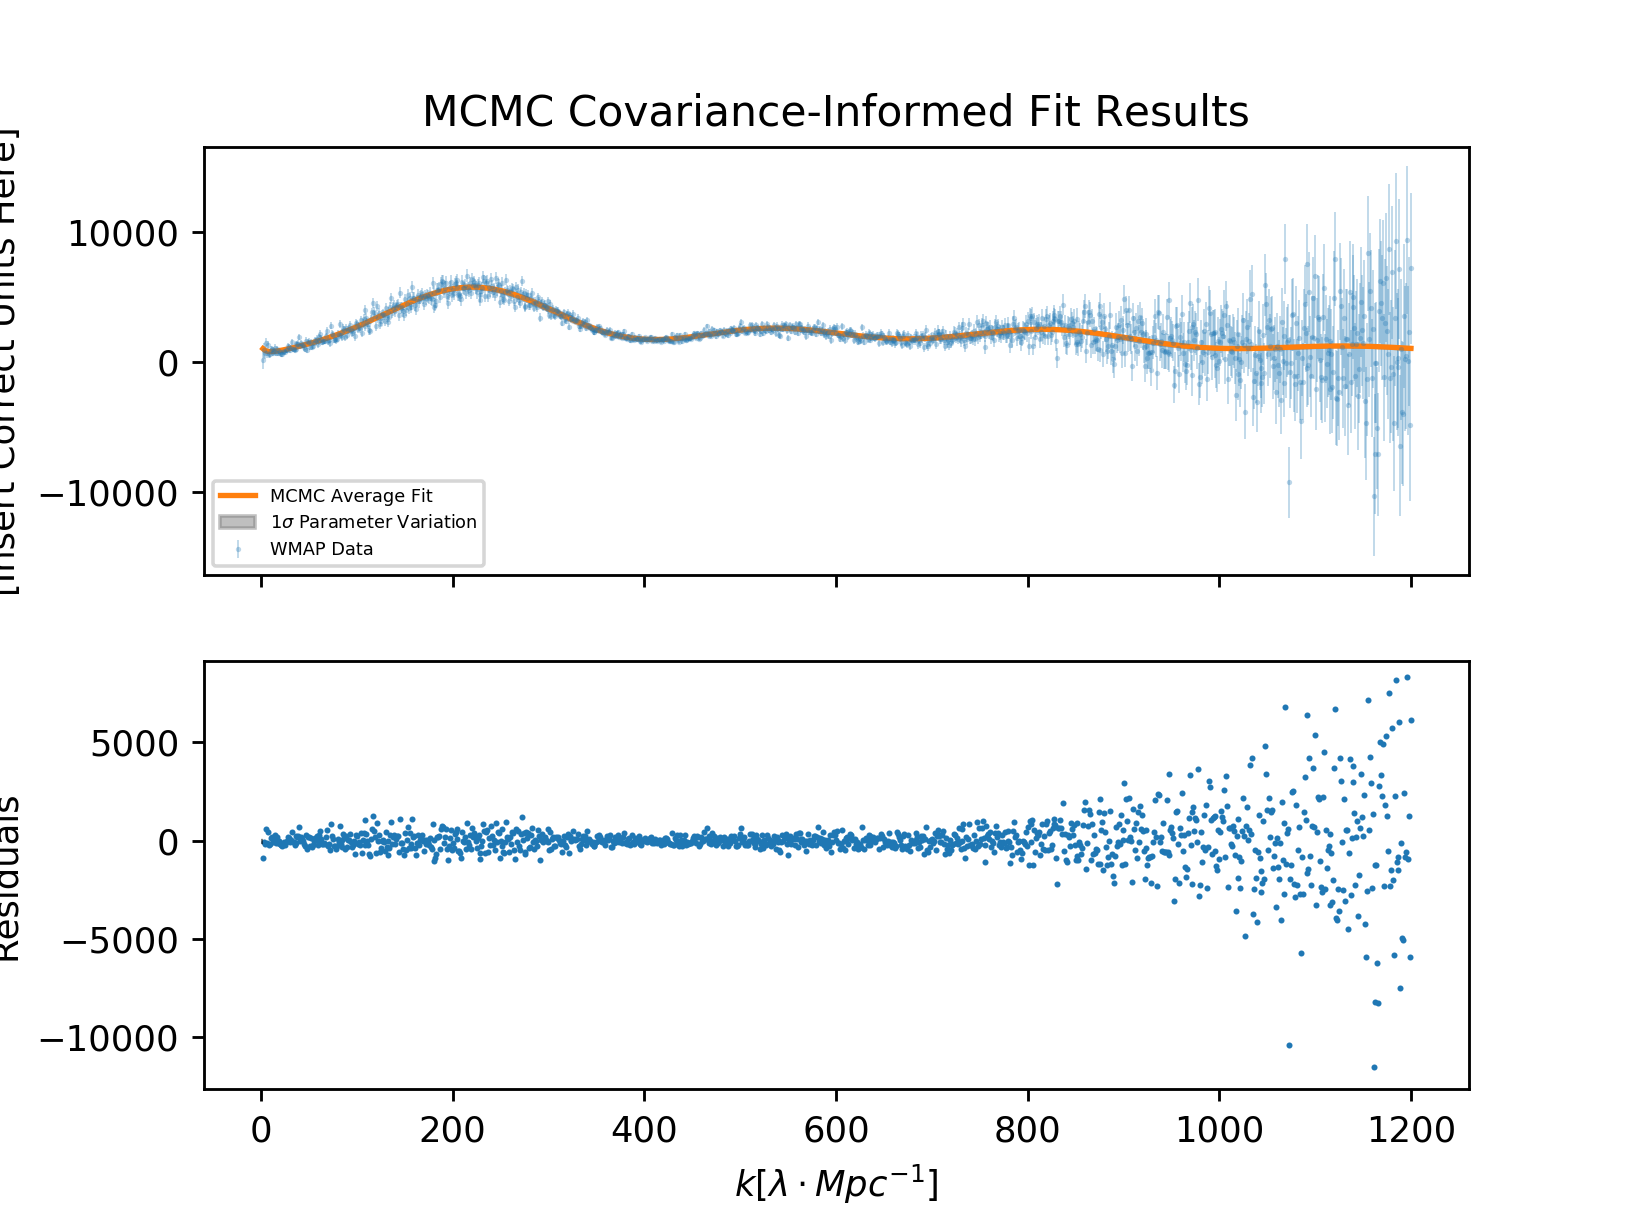 MCMC Covariance-Informed Fit Results
[Insert Correct Units Here]
10000
0
−10000
MCMC Average Fit
1σ Parameter Variation
WMAP Data
Residuals
5000
0
−5000
−10000
0 200 400 600 800 1000 1200
k[λ · Mpc⁻¹]